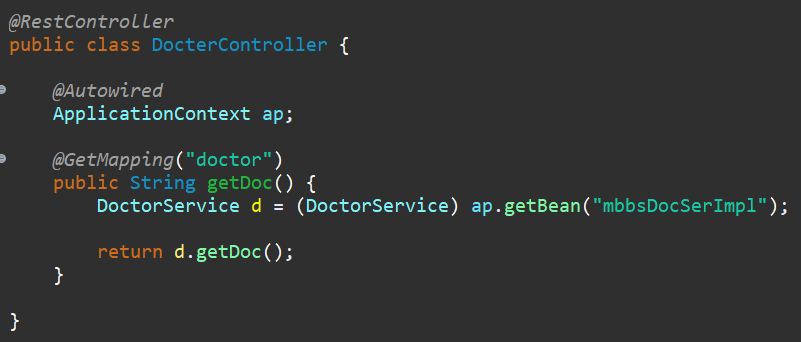 @RestController
public class DocterController {
@Autowired
ApplicationContext ap;
@GetMapping("doctor")
public String getDoc() {
DoctorService d = (DoctorService) ap.getBean("mbbsDocSerImpl");
return d.getDoc();
}
}